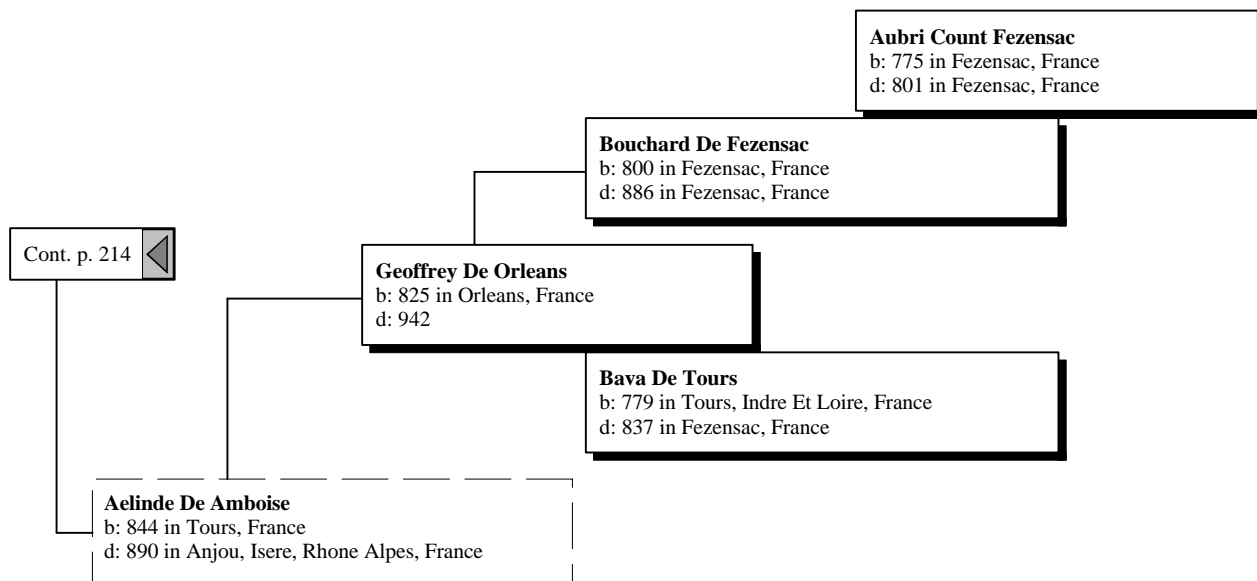 Aubri Count Fezensac
b: 775 in Fezensac, France
d: 801 in Fezensac, France
Bouchard De Fezensac
b: 800 in Fezensac, France
d: 886 in Fezensac, France
Cont. p. 214
Geoffrey De Orleans
b: 825 in Orleans, France
d: 942
Bava De Tours
b: 779 in Tours, Indre Et Loire, France
d: 837 in Fezensac, France
Aelinde De Amboise
b: 844 in Tours, France
d: 890 in Anjou, Isere, Rhone Alpes, France